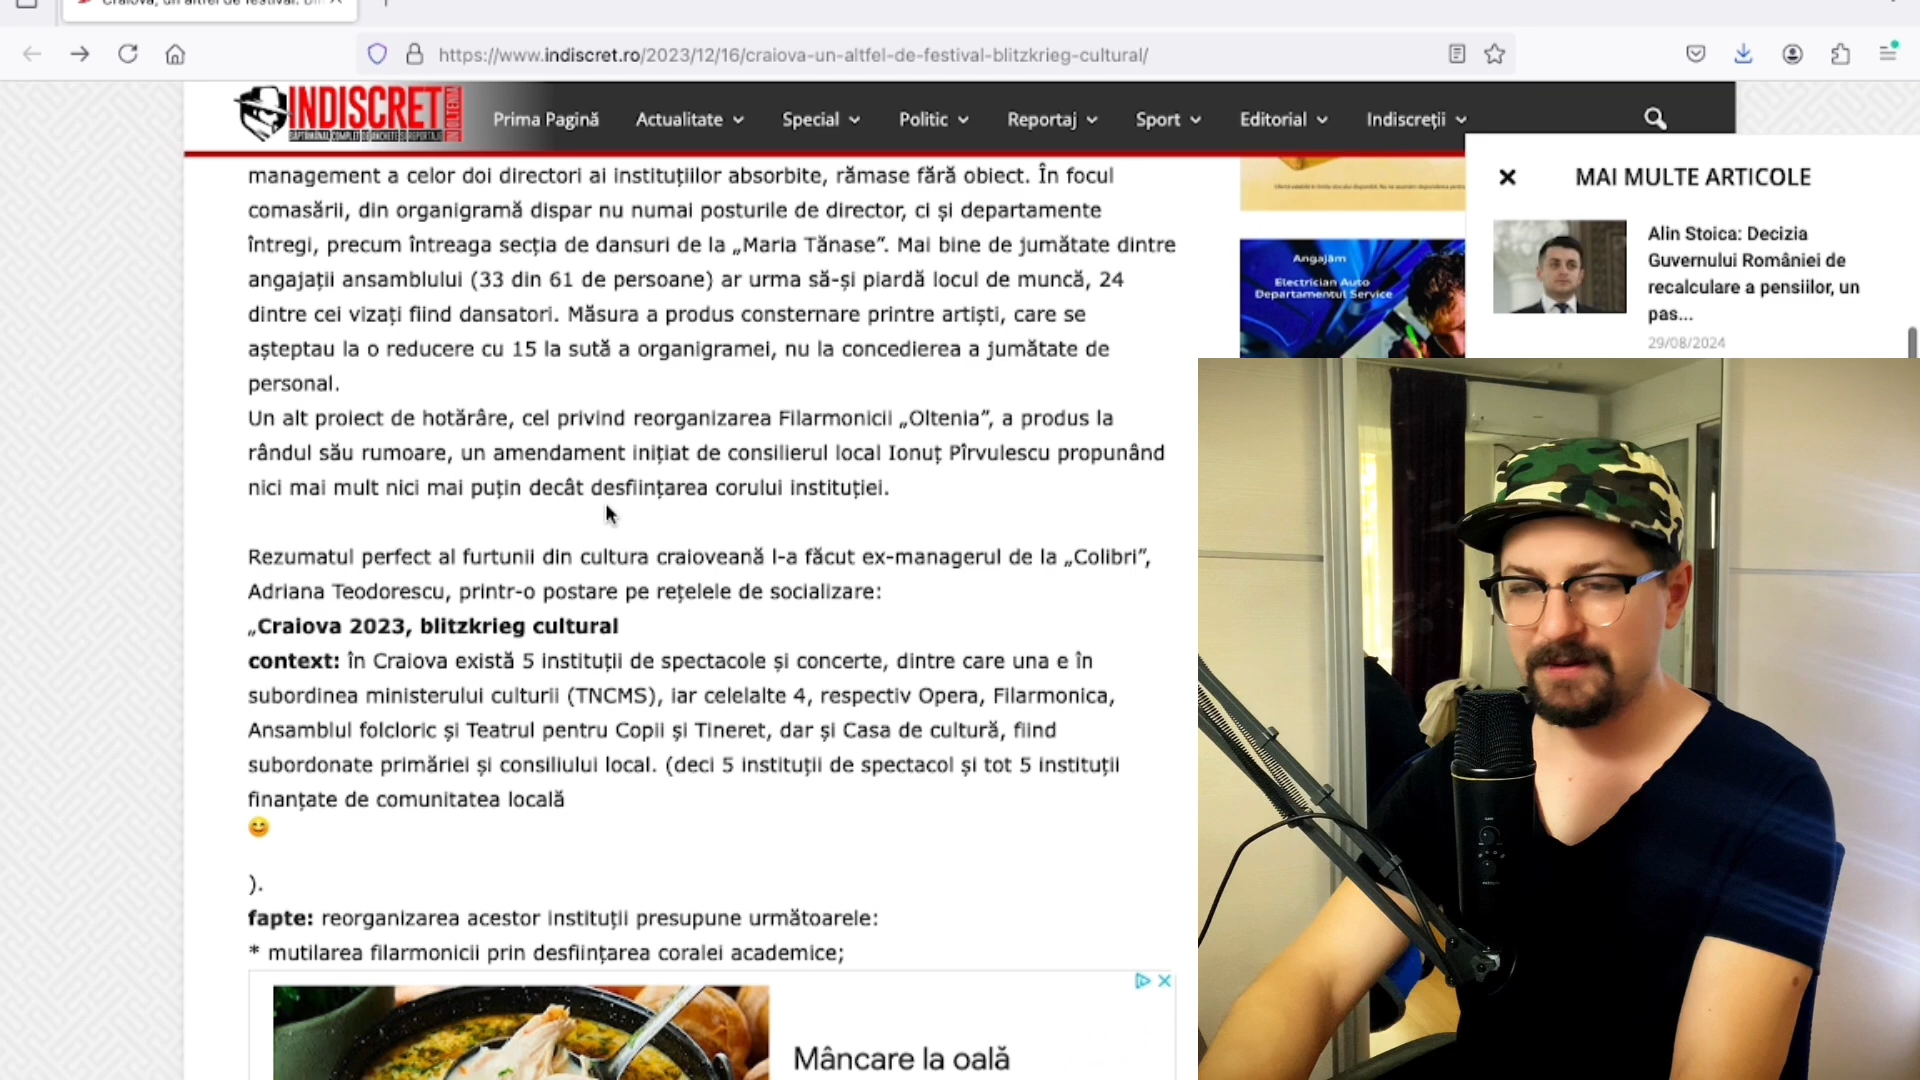 https://www.indiscret.ro/2023/12/16/craiova-un-altfel-de-festival-blitzkrieg-cultural/
INDISCRET
Prima Pagină
Actualitate
Special
Politic
Reportaj
Sport
Editorial
Indiscreții
management a celor doi directori ai instituțiilor absorbite, rămase fără obiect. În focul
comasării, din organigramă dispar nu numai posturile de director, ci și departamente
întregi, precum întreaga secția de dansuri de la „Maria Tănase”. Mai bine de jumătate dintre
angajații ansamblului (33 din 61 de persoane) ar urma să-și piardă locul de muncă, 24
dintre cei vizați fiind dansatori. Măsura a produs consternare printre artiști, care se
așteptau la o reducere cu 15 la sută a organigramei, nu la concedierea a jumătate de
personal.
Un alt proiect de hotărâre, cel privind reorganizarea Filarmonicii „Oltenia”, a produs la
rândul său rumoare, un amendament inițiat de consilierul local Ionuț Pîrvulescu propunând
nici mai mult nici mai puțin decât desființarea corului instituției.
Rezumatul perfect al furtunii din cultura craioveană l-a făcut ex-managerul de la „Colibri”,
Adriana Teodorescu, printr-o postare pe rețelele de socializare:
„Craiova 2023, blitzkrieg cultural
context: în Craiova există 5 instituții de spectacole și concerte, dintre care una e în
subordinea ministerului culturii (TNCMS), iar celelalte 4, respectiv Opera, Filarmonica,
Ansamblul folcloric și Teatrul pentru Copii și Tineret, dar și Casa de cultură, fiind
subordonate primăriei și consiliului local. (deci 5 instituții de spectacol și tot 5 instituții
finanțate de comunitatea locală
😊
).
fapte: reorganizarea acestor instituții presupune următoarele:
* mutilarea filarmonicii prin desființarea coralei academice;
Mâncare la oală
Angajăm
Electrician Auto
Departamentul Service
MAI MULTE ARTICOLE
Alin Stoica: Decizia
Guvernului României de
recalculare a pensiilor, un
pas...
29/08/2024